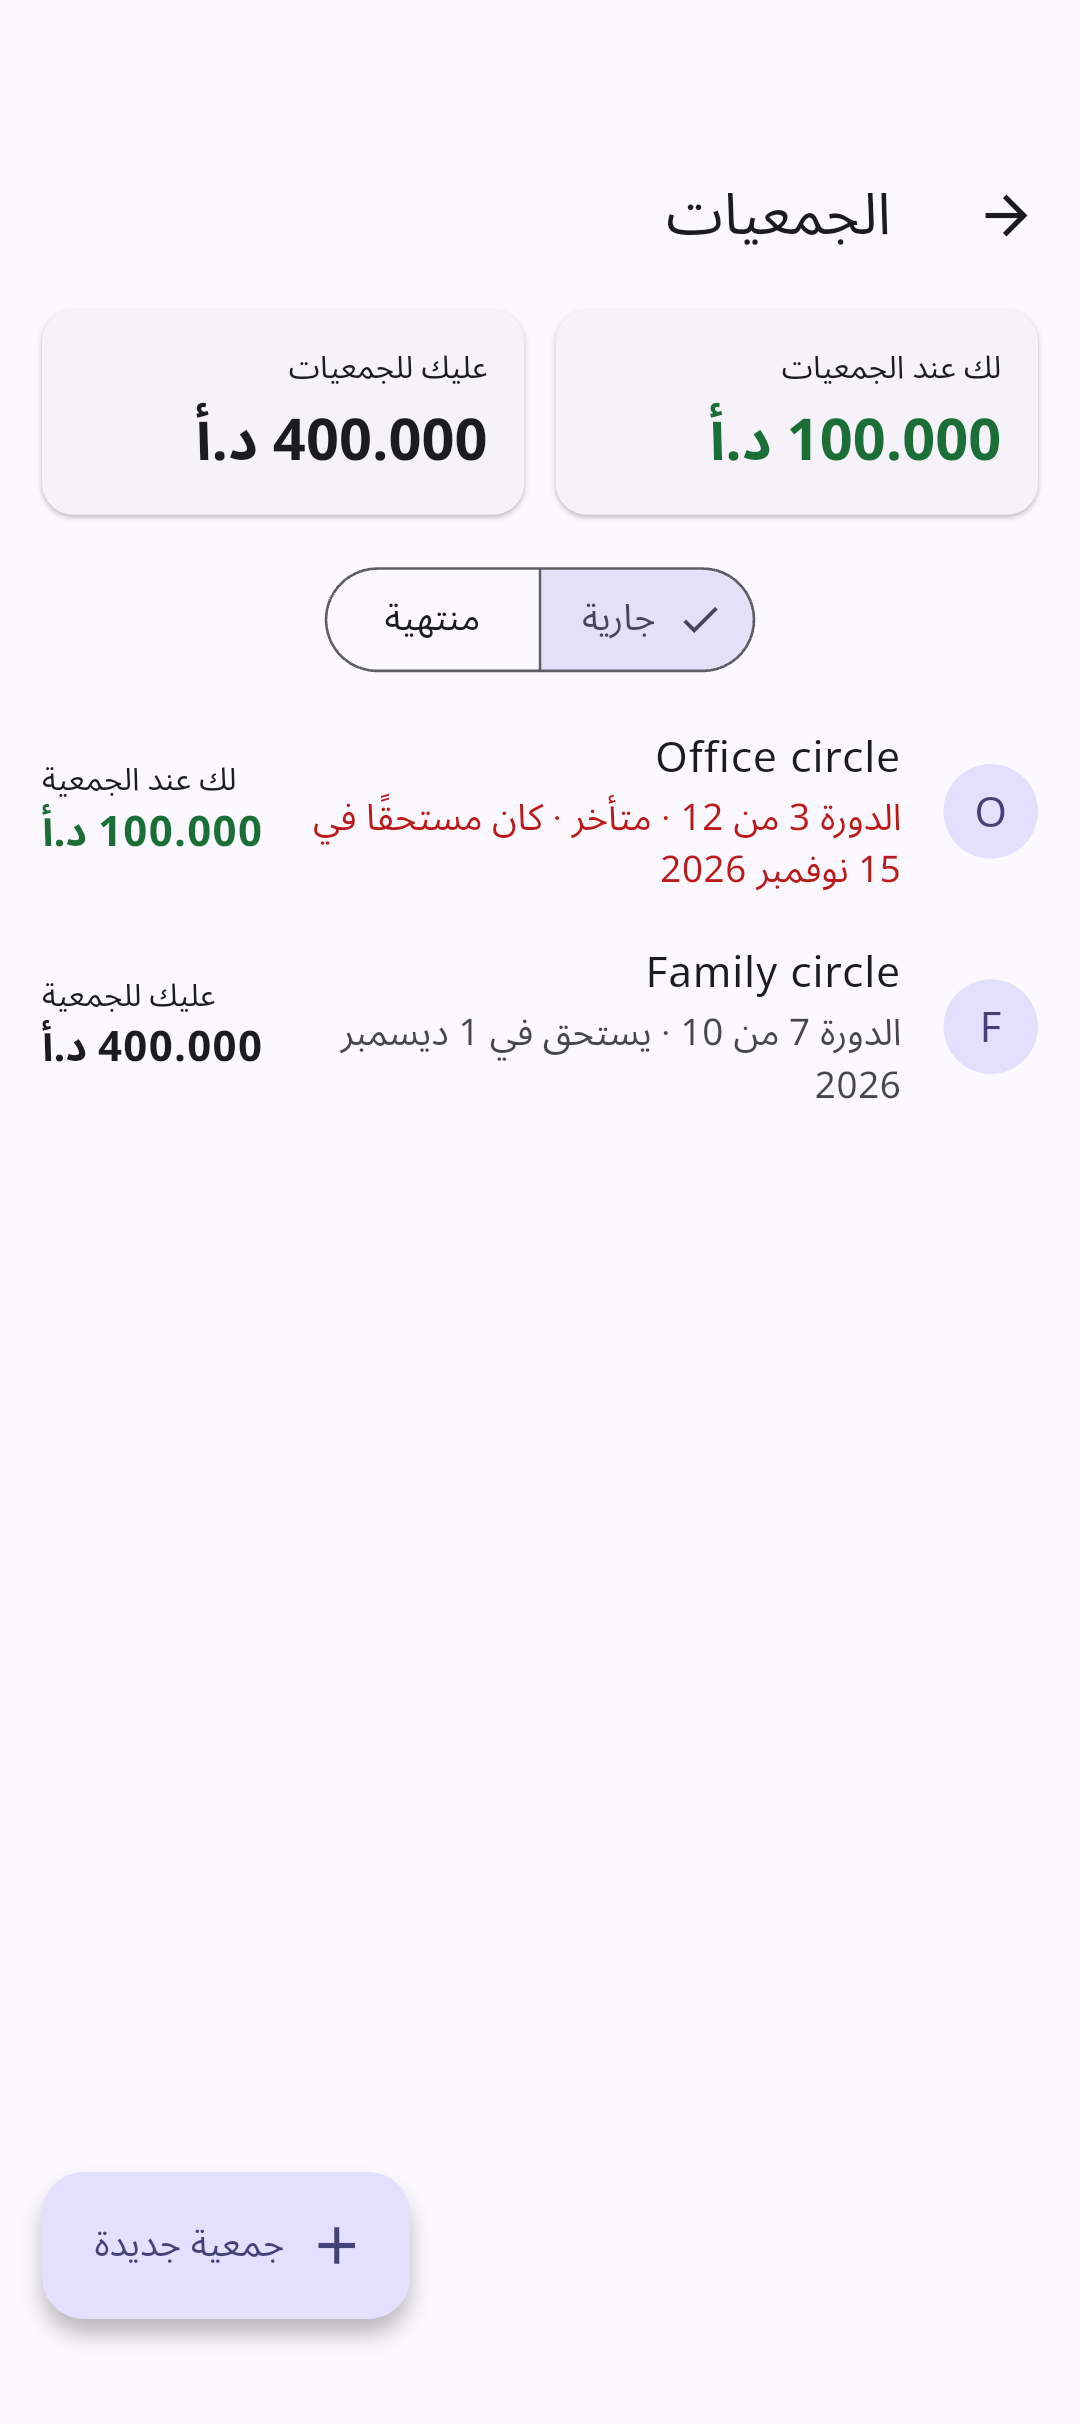 الجمعيات
لك عند الجمعيات
100.000 د.أ
عليك للجمعيات
400.000 د.أ
جارية
منتهية
O
Office circle
الدورة 3 من 12 · متأخر · كان مستحقًا في
15 نوفمبر 2026
لك عند الجمعية
100.000 د.أ
F
Family circle
الدورة 7 من 10 · يستحق في 1 ديسمبر
2026
عليك للجمعية
400.000 د.أ
جمعية جديدة